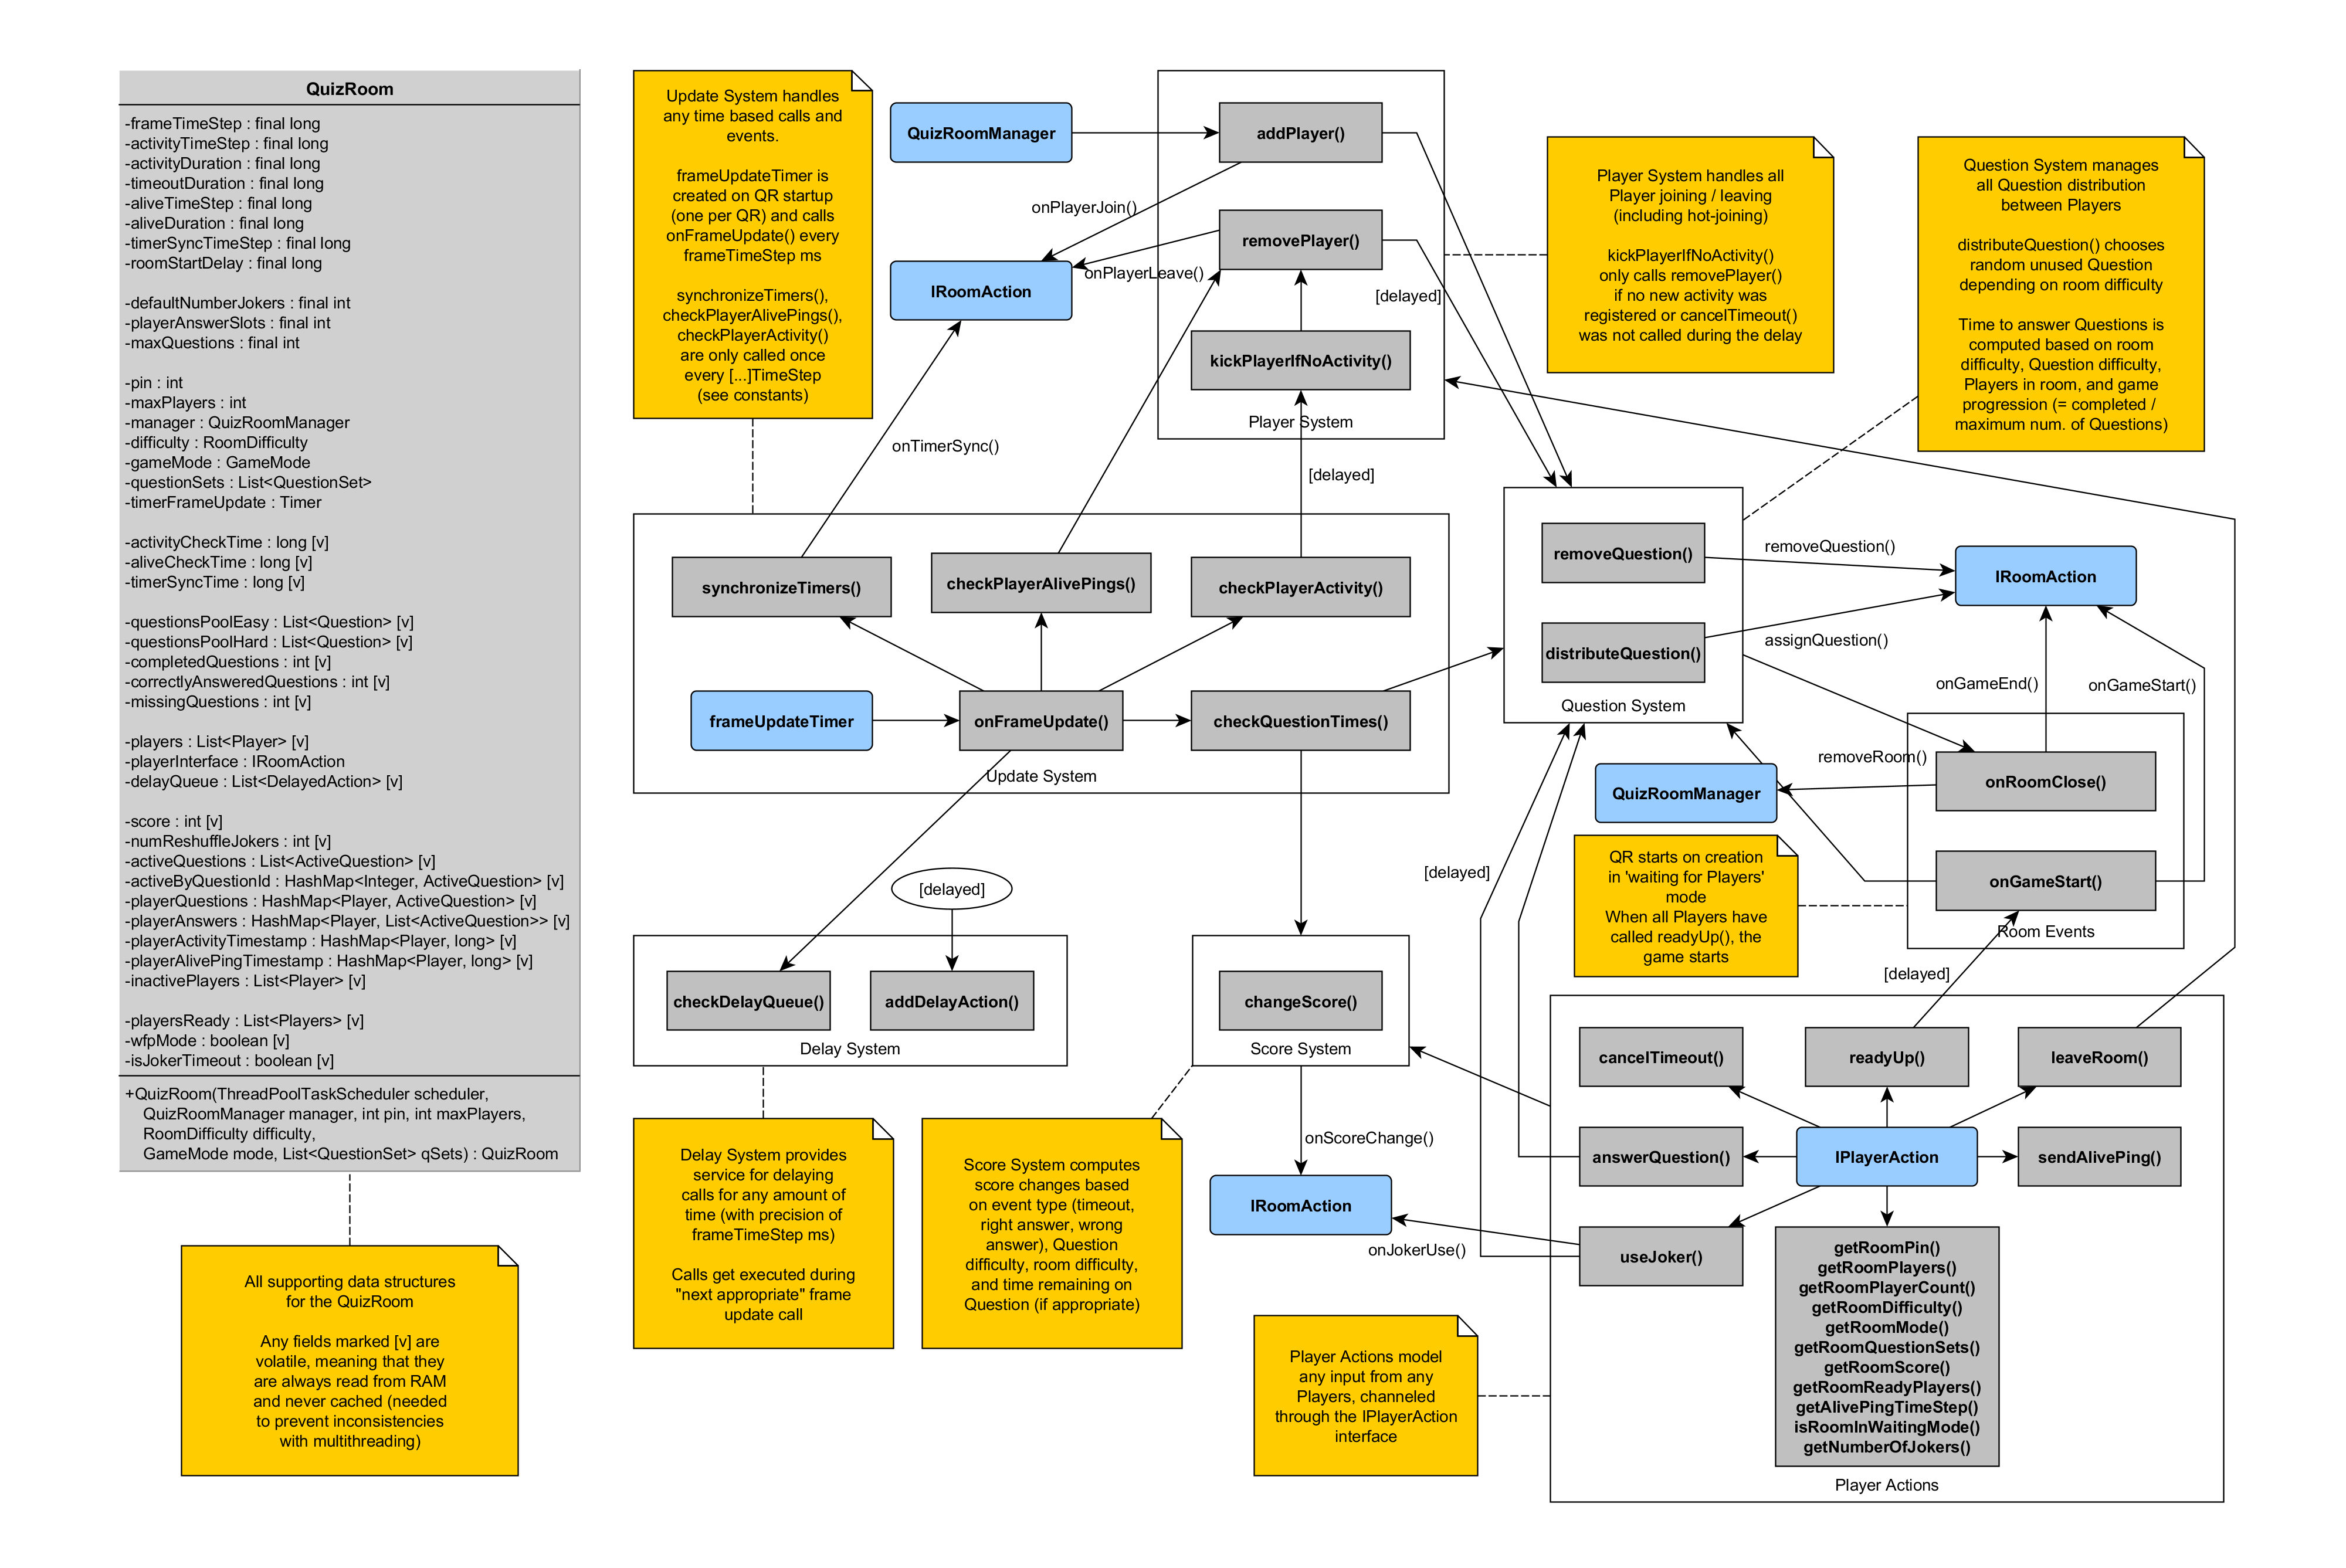 QuizRoom
-frameTimeStep : final long
-activityTimeStep : final long
-activityDuration : final long
-timeoutDuration : final long
-aliveTimeStep : final long
-aliveDuration : final long
-timerSyncTimeStep : final long
-roomStartDelay : final long
-defaultNumberJokers : final int
-playerAnswerSlots : final int
-maxQuestions : final int
-pin : int
-maxPlayers : int
-manager : QuizRoomManager
-difficulty : RoomDifficulty
-gameMode : GameMode
-questionSets : List<QuestionSet>
-timerFrameUpdate : Timer
-activityCheckTime : long [v]
-aliveCheckTime : long [v]
-timerSyncTime : long [v]
-questionsPoolEasy : List<Question> [v]
-questionsPoolHard : List<Question> [v]
-completedQuestions : int [v]
-correctlyAnsweredQuestions : int [v]
-missingQuestions : int [v]
-players : List<Player> [v]
-playerInterface : IRoomAction
-delayQueue : List<DelayedAction> [v]
-score : int [v]
-numReshuffleJokers : int [v]
-activeQuestions : List<ActiveQuestion> [v]
-activeByQuestionId : HashMap<Integer, ActiveQuestion> [v]
-playerQuestions : HashMap<Player, ActiveQuestion> [v]
-playerAnswers : HashMap<Player, List<ActiveQuestion>> [v]
-playerActivityTimestamp : HashMap<Player, long> [v]
-playerAlivePingTimestamp : HashMap<Player, long> [v]
-inactivePlayers : List<Player> [v]
-playersReady : List<Players> [v]
-wfpMode : boolean [v]
-isJokerTimeout : boolean [v]
+QuizRoom(ThreadPoolTaskScheduler scheduler,
QuizRoomManager manager, int pin, int maxPlayers,
RoomDifficulty difficulty,
GameMode mode, List<QuestionSet> qSets) : QuizRoom
All supporting data structures
for the QuizRoom
Any fields marked [v] are
volatile, meaning that they
are always read from RAM
and never cached (needed
to prevent inconsistencies
with multithreading)
Update System handles
any time based calls and
events.
frameUpdateTimer is
created on QR startup
(one per QR) and calls
onFrameUpdate() every
frameTimeStep ms
synchronizeTimers(),
checkPlayerAlivePings(),
checkPlayerActivity()
are only called once
every [...]TimeStep
(see constants)
QuizRoomManager
addPlayer()
onPlayerJoin()
removePlayer()
onPlayerLeave()
IRoomAction
[delayed]
kickPlayerIfNoActivity()
Player System
onTimerSync()
[delayed]
Player System handles all
Player joining / leaving
(including hot-joining)
kickPlayerIfNoActivity()
only calls removePlayer()
if no new activity was
registered or cancelTimeout()
was not called during the delay
Question System manages
all Question distribution
between Players
distributeQuestion() chooses
random unused Question
depending on room difficulty
Time to answer Questions is
computed based on room
difficulty, Question difficulty,
Players in room, and game
progression (= completed /
maximum num. of Questions)
synchronizeTimers()
checkPlayerAlivePings()
checkPlayerActivity()
frameUpdateTimer
onFrameUpdate()
checkQuestionTimes()
Update System
removeQuestion()
distributeQuestion()
Question System
removeQuestion()
IRoomAction
assignQuestion()
onGameEnd()
onGameStart()
removeRoom()
QuizRoomManager
onRoomClose()
onGameStart()
Room Events
QR starts on creation
in 'waiting for Players'
mode
When all Players have
called readyUp(), the
game starts
[delayed]
[delayed]
[delayed]
checkDelayQueue()
addDelayAction()
Delay System
changeScore()
Score System
Delay System provides
service for delaying
calls for any amount of
time (with precision of
frameTimeStep ms)
Calls get executed during
"next appropriate" frame
update call
Score System computes
score changes based
on event type (timeout,
right answer, wrong
answer), Question
difficulty, room difficulty,
and time remaining on
Question (if appropriate)
onScoreChange()
IRoomAction
onJokerUse()
Player Actions model
any input from any
Players, channeled
through the IPlayerAction
interface
cancelTimeout()
readyUp()
leaveRoom()
answerQuestion()
IPlayerAction
sendAlivePing()
useJoker()
getRoomPin()
getRoomPlayers()
getRoomPlayerCount()
getRoomDifficulty()
getRoomMode()
getRoomQuestionSets()
getRoomScore()
getRoomReadyPlayers()
getAlivePingTimeStep()
isRoomInWaitingMode()
getNumberOfJokers()
Player Actions